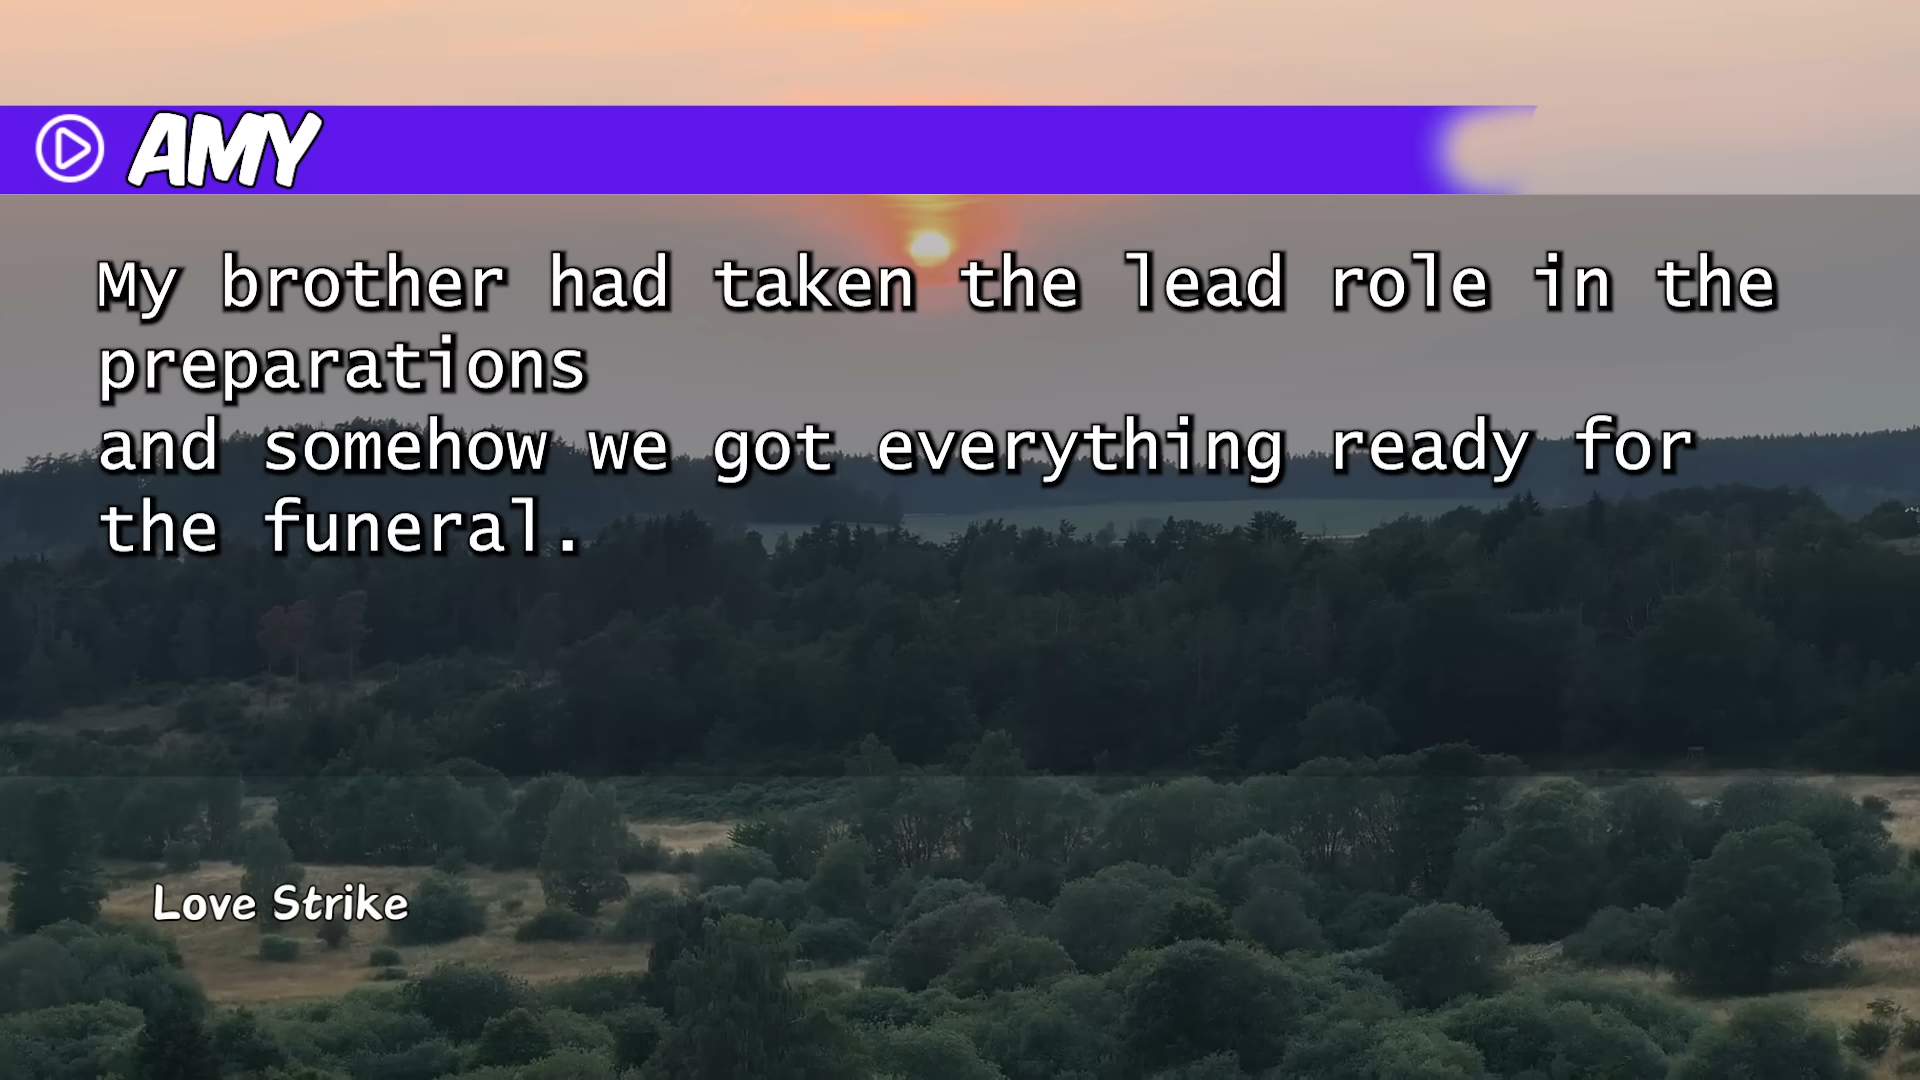 AMY
My brother had taken the lead role in the
preparations
and somehow we got everything ready for
the funeral.
Love Strike